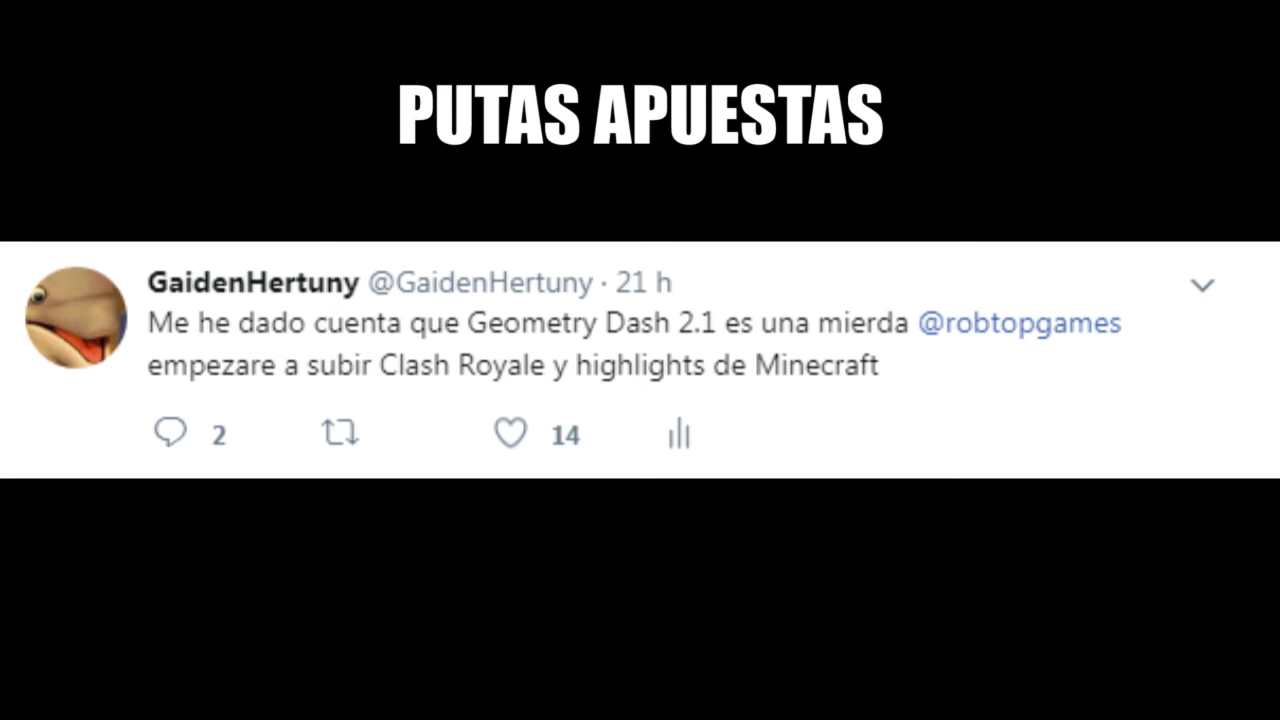 PUTAS APUESTAS
GaidenHertuny @GaidenHertuny · 21 h
Me he dado cuenta que Geometry Dash 2.1 es una mierda @robtopgames
empezare a subir Clash Royale y highlights de Minecraft
2 14